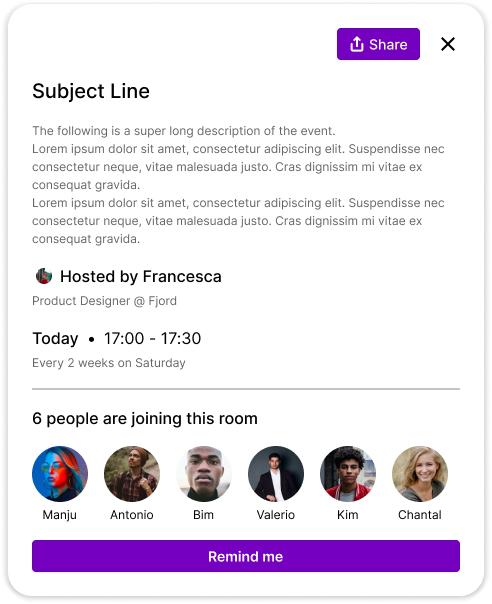 Share
Subject Line
The following is a super long description of the event.
Lorem ipsum dolor sit amet, consectetur adipiscing elit. Suspendisse nec
consectetur neque, vitae malesuada justo. Cras dignissim mi vitae ex
consequat gravida.
Lorem ipsum dolor sit amet, consectetur adipiscing elit. Suspendisse nec
consectetur neque, vitae malesuada justo. Cras dignissim mi vitae ex
consequat gravida.
Hosted by Francesca
Product Designer @ Fjord
Today • 17:00 - 17:30
Every 2 weeks on Saturday
6 people are joining this room
Manju Antonio Bim Valerio Kim Chantal
Remind me